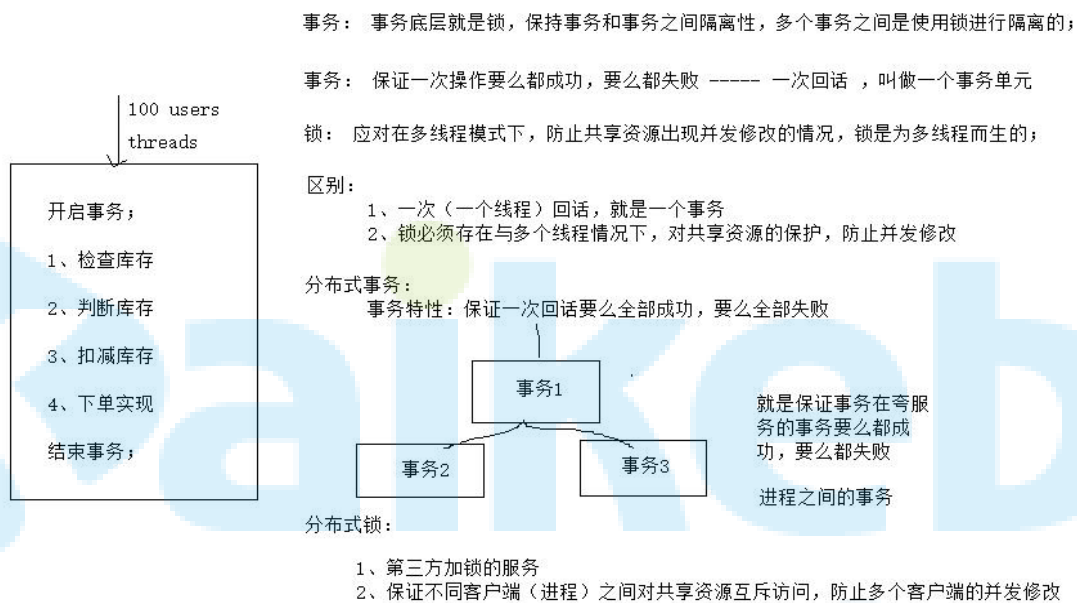 事务： 事务底层就是锁，保持事务和事务之间隔离性，多个事务之间是使用锁进行隔离的；
事务： 保证一次操作要么都成功，要么都失败 ----- 一次回话 ，叫做一个事务单元
100 users
threads
锁： 应对在多线程模式下，防止共享资源出现并发修改的情况，锁是为多线程而生的；
开启事务；
1、检查库存
2、判断库存
3、扣减库存
4、下单实现
结束事务；
区别：
1、一次（一个线程）回话，就是一个事务
2、锁必须存在与多个线程情况下，对共享资源的保护，防止并发修改
分布式事务：
事务特性：保证一次回话要么全部成功，要么全部失败
事务1
事务2
事务3
就是保证事务在夸服
务的事务要么都成
功，要么都失败
进程之间的事务
分布式锁：
1、第三方加锁的服务
2、保证不同客户端（进程）之间对共享资源互斥访问，防止多个客户端的并发修改
aikeb